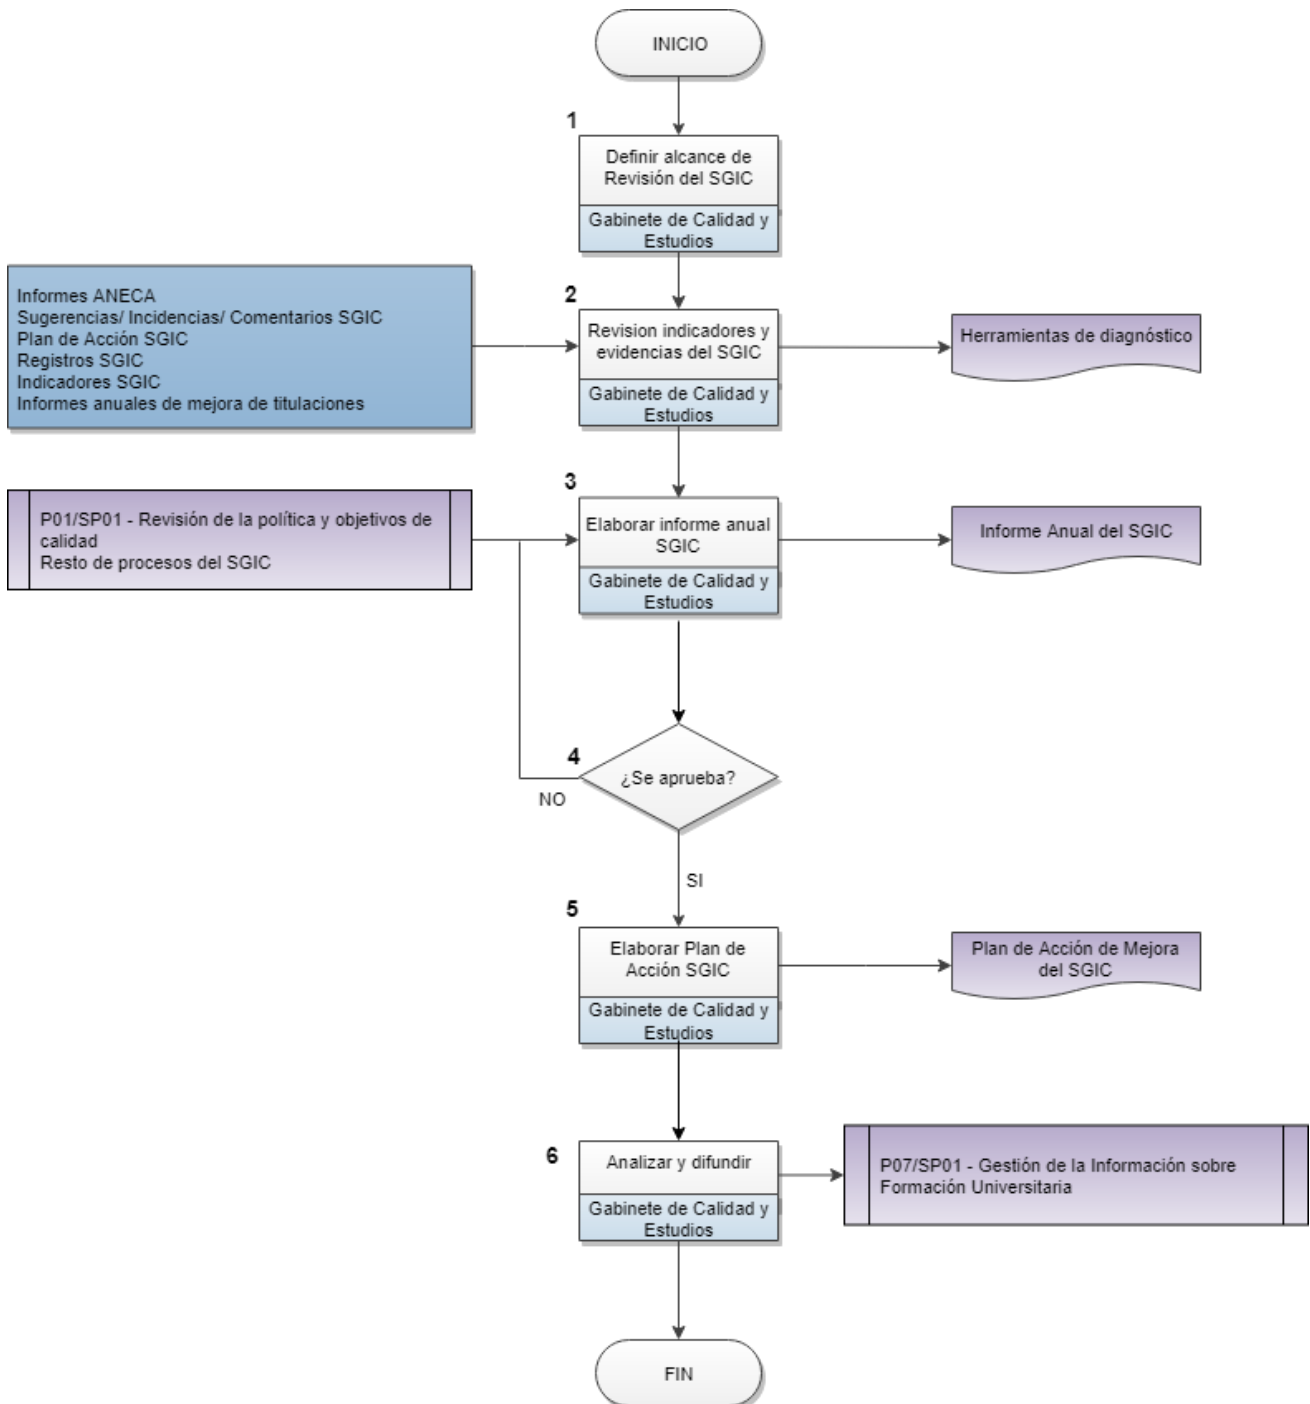 INICIO
1
Definir alcance de
Revisión del SGIC
Gabinete de Calidad y
Estudios
Informes ANECA
Sugerencias/ Incidencias/ Comentarios SGIC
Plan de Acción SGIC
Registros SGIC
Indicadores SGIC
Informes anuales de mejora de titulaciones
2
Revision indicadores y
evidencias del SGIC
Gabinete de Calidad y
Estudios
Herramientas de diagnóstico
P01/SP01 - Revisión de la política y objetivos de
calidad
Resto de procesos del SGIC
3
Elaborar informe anual
SGIC
Gabinete de Calidad y
Estudios
Informe Anual del SGIC
4
¿Se aprueba?
NO
SI
5
Elaborar Plan de
Acción SGIC
Gabinete de Calidad y
Estudios
Plan de Acción de Mejora
del SGIC
6
Analizar y difundir
Gabinete de Calidad y
Estudios
P07/SP01 - Gestión de la Información sobre
Formación Universitaria
FIN